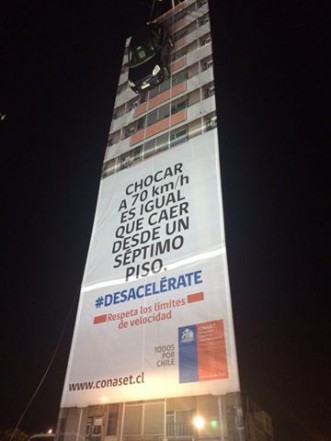 CHOCAR
A 70 km/h
ES IGUAL
QUE CAER
DESDE UN
SÉPTIMO
PISO.
#DESACELÉRATE
Respeta los límites
de velocidad
TODOS
POR
CHILE
CONASET
www.conaset.cl